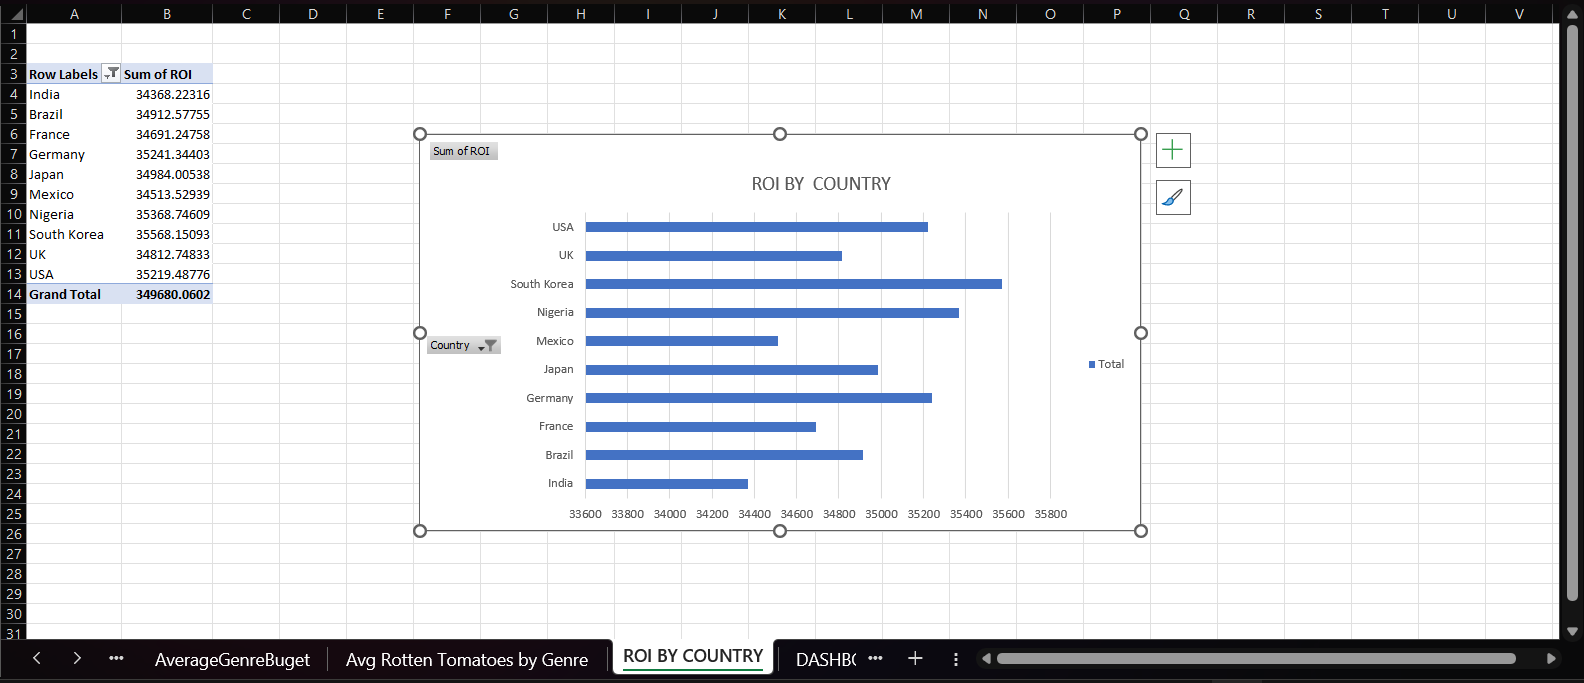 A B C D E F G H I J K L M N O P Q R S T U V
1
2
3 Row Labels Sum of ROI
4 India 34368.22316
5 Brazil 34912.57755
6 France 34691.24758
7 Germany 35241.34403
8 Japan 34984.00538
9 Mexico 34513.52939
10 Nigeria 35368.74609
11 South Korea 35568.15093
12 UK 34812.74833
13 USA 35219.48776
14 Grand Total 349680.0602
15
16
17
18
19
20
21
22
23
24
25
26
27
28
29
30
31
Sum of ROI
ROI BY  COUNTRY
USA
UK
South Korea
Nigeria
Mexico
Country
Japan
Total
Germany
France
Brazil
India
33600 33800 34000 34200 34400 34600 34800 35000 35200 35400 35600 35800
AverageGenreBuget Avg Rotten Tomatoes by Genre ROI BY COUNTRY DASHBO